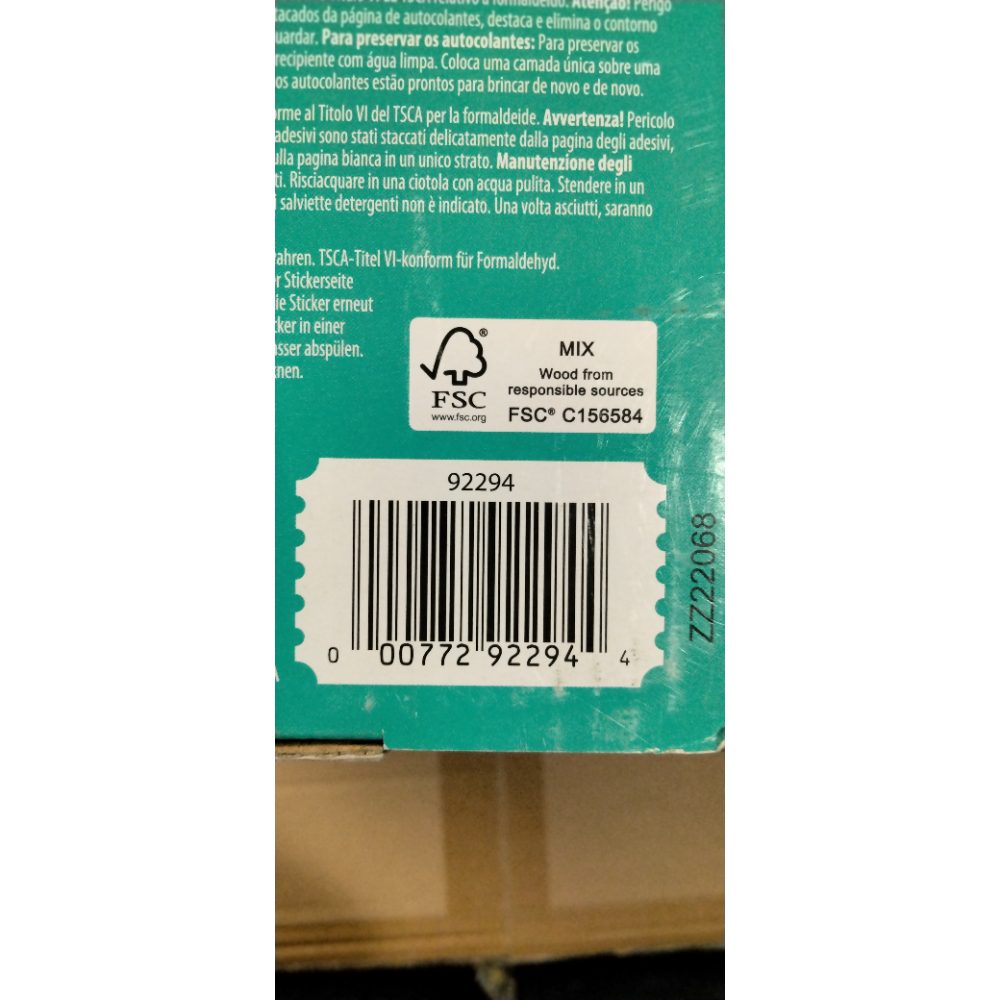 relativo a formaldeído. Atenção! Perigo
tacados da página de autocolantes, destaca e elimina o contorno
uardar. Para preservar os autocolantes: Para preservar os
recipiente com água limpa. Coloca uma camada única sobre uma
os autocolantes estão prontos para brincar de novo e de novo.
orme al Titolo VI del TSCA per la formaldeide. Avvertenza! Pericolo
adesivi sono stati staccati delicatamente dalla pagina degli adesivi,
ulla pagina bianca in un unico strato. Manutenzione degli
ti. Risciacquare in una ciotola con acqua pulita. Stendere in un
i salviette detergenti non è indicato. Una volta asciutti, saranno
ahren. TSCA-Titel VI-konform für Formaldehyd.
r Stickerseite
ie Sticker erneut
cker in einer
asser abspülen.
cnen.
FSC®
www.fsc.org
MIX
Wood from
responsible sources
FSC® C156584
92294
0 00772 92294 4
ZZ22068